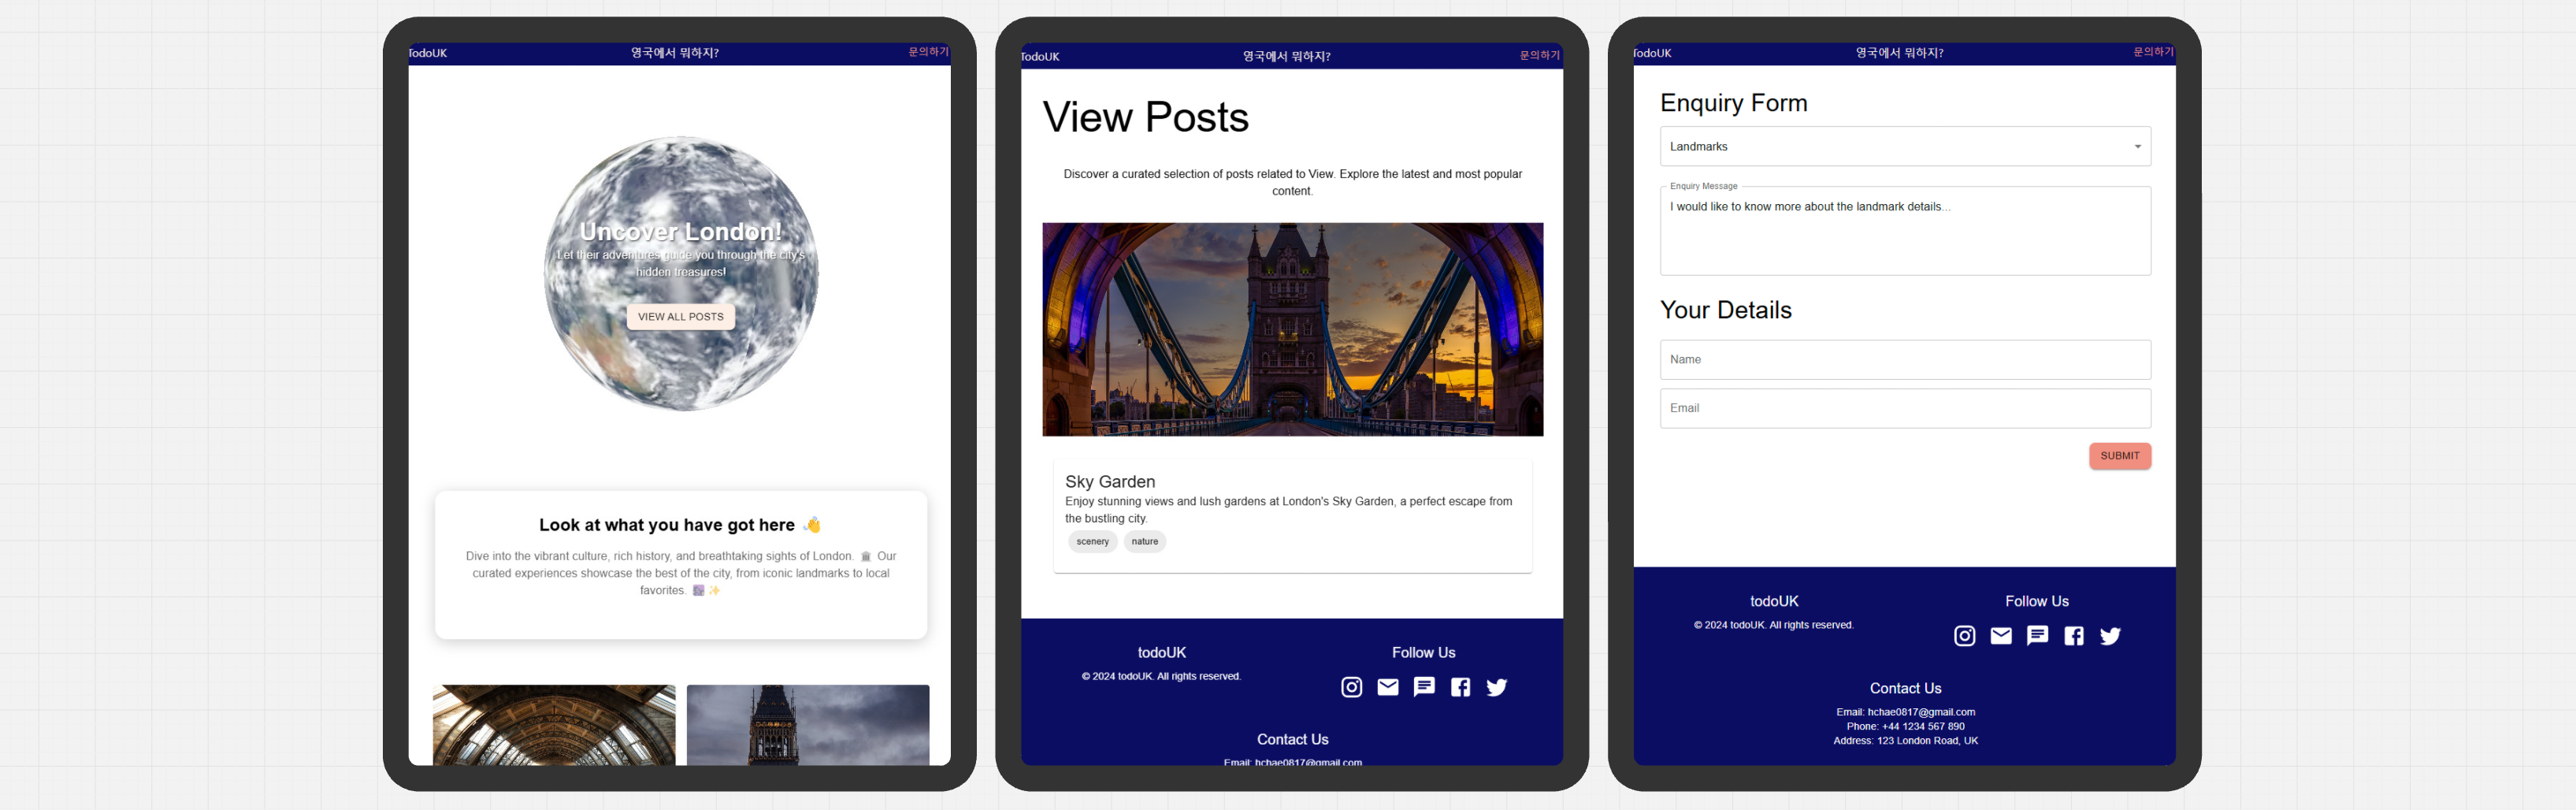 TodoUK
영국에서 뭐하지?
문의하기
Uncover London!
Let their adventures guide you through the city's
hidden treasures!
VIEW ALL POSTS
Look at what you have got here 👋
Dive into the vibrant culture, rich history, and breathtaking sights of London. 🏛️ Our
curated experiences showcase the best of the city, from iconic landmarks to local
favorites. 🌆 ✨
TodoUK
영국에서 뭐하지?
문의하기
View Posts
Discover a curated selection of posts related to View. Explore the latest and most popular
content.
Sky Garden
Enjoy stunning views and lush gardens at London's Sky Garden, a perfect escape from
the bustling city.
scenery
nature
todoUK
© 2024 todoUK. All rights reserved.
Follow Us
Contact Us
Email: hchae0817@gmail.com
TodoUK
영국에서 뭐하지?
문의하기
Enquiry Form
Landmarks
Enquiry Message
I would like to know more about the landmark details...
Your Details
Name
Email
SUBMIT
todoUK
© 2024 todoUK. All rights reserved.
Follow Us
Contact Us
Email: hchae0817@gmail.com
Phone: +44 1234 567 890
Address: 123 London Road, UK